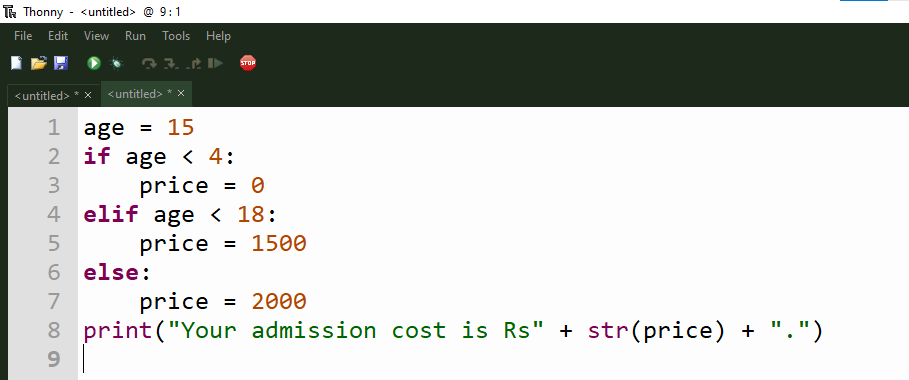 Thonny - <untitled> @ 9:1
File Edit View Run Tools Help
STOP
<untitled> * × <untitled> * ×
1 age = 15
2 if age < 4:
3     price = 0
4 elif age < 18:
5     price = 1500
6 else:
7     price = 2000
8 print("Your admission cost is Rs" + str(price) + ".")
9